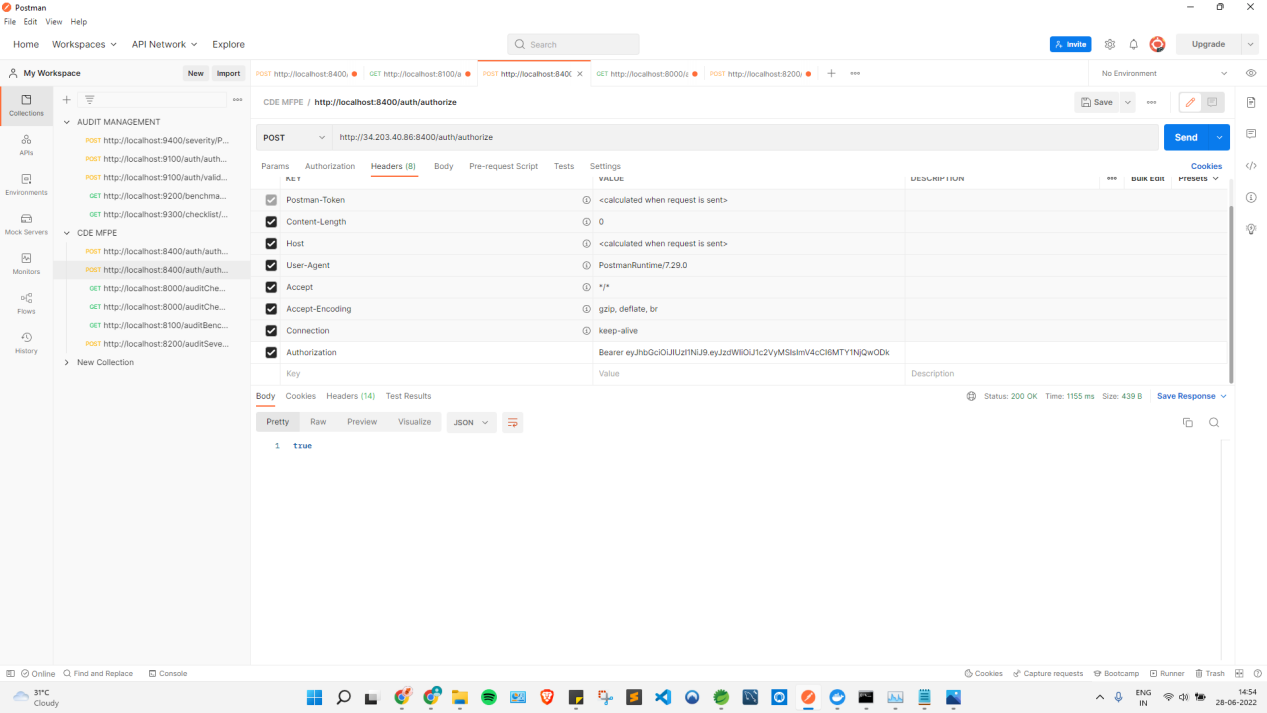 Postman
File Edit View Help
Home Workspaces API Network Explore Search Invite Upgrade
My Workspace New Import POST http://localhost:8400/ GET http://localhost:8100/a POST http://localhost:840( GET http://localhost:8000/a POST http://localhost:8200/ No Environment
Collections
APIs
Environments
Mock Servers
Monitors
Flows
History
AUDIT MANAGEMENT
POST http://localhost:9400/severity/P...
POST http://localhost:9100/auth/auth...
POST http://localhost:9100/auth/valid...
GET http://localhost:9200/benchma...
GET http://localhost:9300/checklist/...
CDE MFPE
POST http://localhost:8400/auth/auth...
POST http://localhost:8400/auth/auth...
GET http://localhost:8000/auditChe...
GET http://localhost:8000/auditChe...
GET http://localhost:8100/auditBenc...
POST http://localhost:8200/auditSeve...
New Collection
CDE MFPE / http://localhost:8400/auth/authorize Save
POST http://34.203.40.86:8400/auth/authorize Send
Params Authorization Headers (8) Body Pre-request Script Tests Settings Cookies
KEY VALUE DESCRIPTION Bulk Edit Presets
Postman-Token <calculated when request is sent>
Content-Length 0
Host <calculated when request is sent>
User-Agent PostmanRuntime/7.29.0
Accept */*
Accept-Encoding gzip, deflate, br
Connection keep-alive
Authorization Bearer eyJhbGciOiJIUzI1NiJ9.eyJzdWIiOiJ1c2VyMSIsImV4cCI6MTY1NjQwODk
Key Value Description
Body Cookies Headers (14) Test Results Status: 200 OK Time: 1155 ms Size: 439 B Save Response
Pretty Raw Preview Visualize JSON
1 true
Online Find and Replace Console Cookies Capture requests Bootcamp Runner Trash
31°C
Cloudy
ENG
IN
14:54
28-06-2022